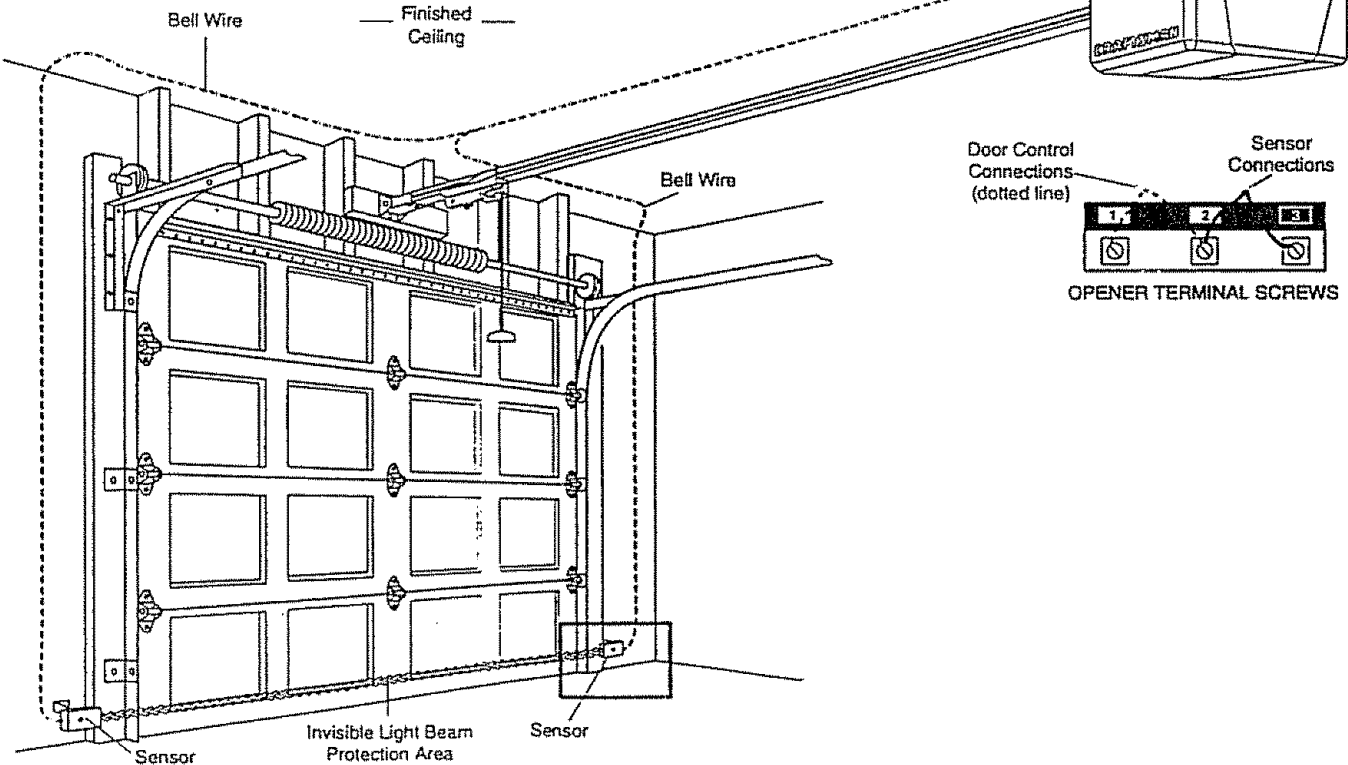 Bell Wire
Finished
Ceiling
CRAFTSMAN
Door Control
Connections
(dotted line)
Sensor
Connections
1 2 3
OPENER TERMINAL SCREWS
Bell Wire
Invisible Light Beam
Protection Area
Sensor
Sensor